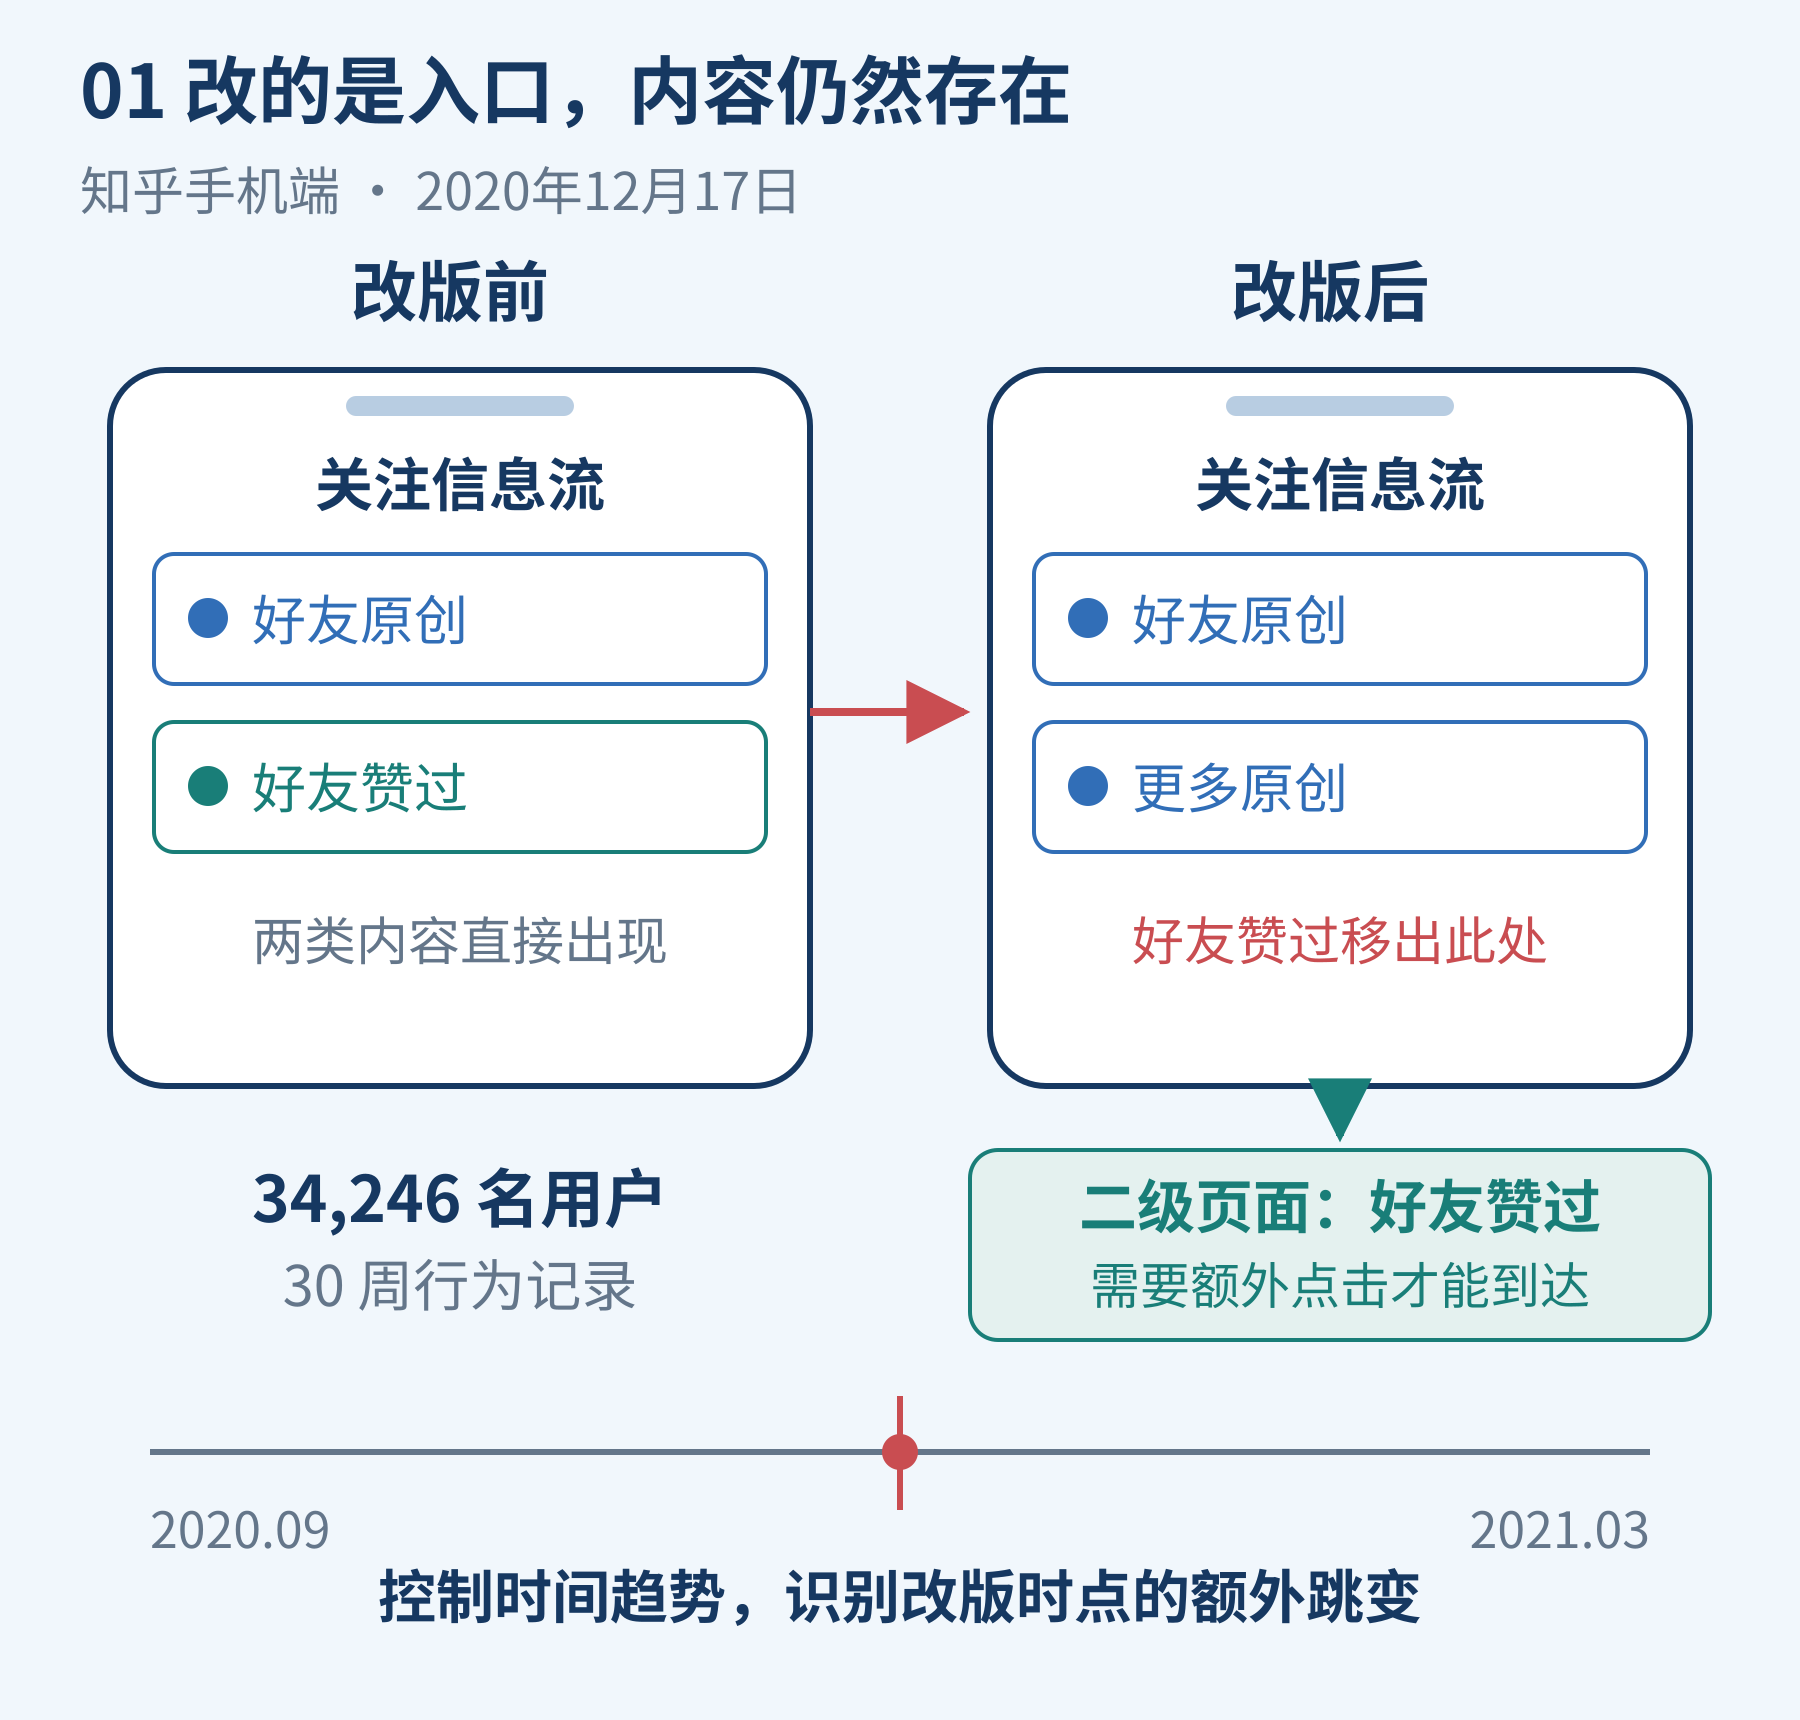 01 改的是入口，内容仍然存在
知乎手机端 · 2020年12月17日
改版前
关注信息流
好友原创
好友赞过
两类内容直接出现
改版后
关注信息流
好友原创
更多原创
好友赞过移出此处
34,246 名用户
30 周行为记录
二级页面：好友赞过
需要额外点击才能到达
2020.09
2021.03
控制时间趋势，识别改版时点的额外跳变